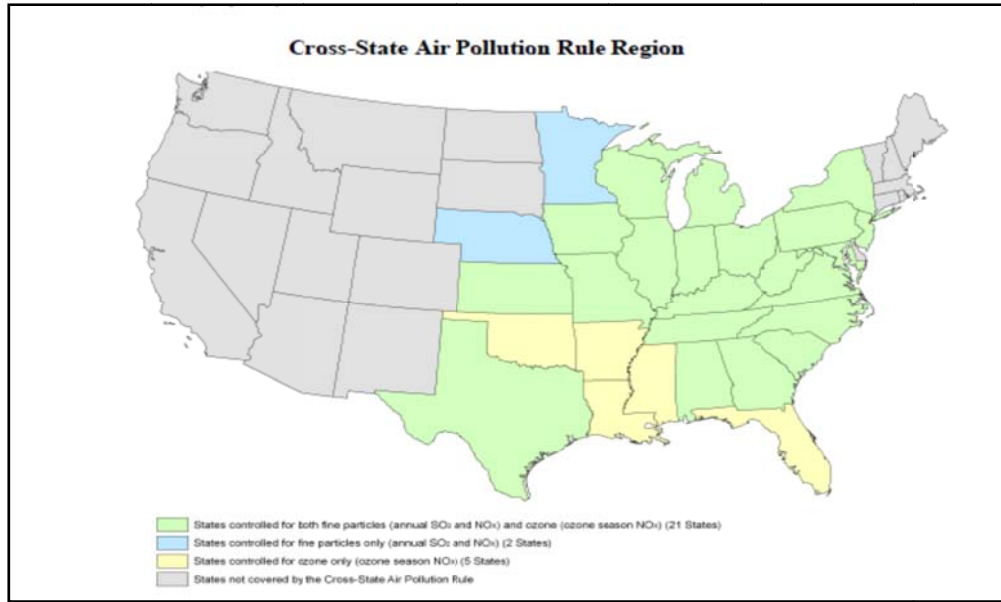 Cross-State Air Pollution Rule Region
States controlled for both fine particles (annual SO₂ and NOx) and ozone (ozone season NOx) (21 States)
States controlled for fine particles only (annual SO₂ and NOx) (2 States)
States controlled for ozone only (ozone season NOx) (5 States)
States not covered by the Cross-State Air Pollution Rule